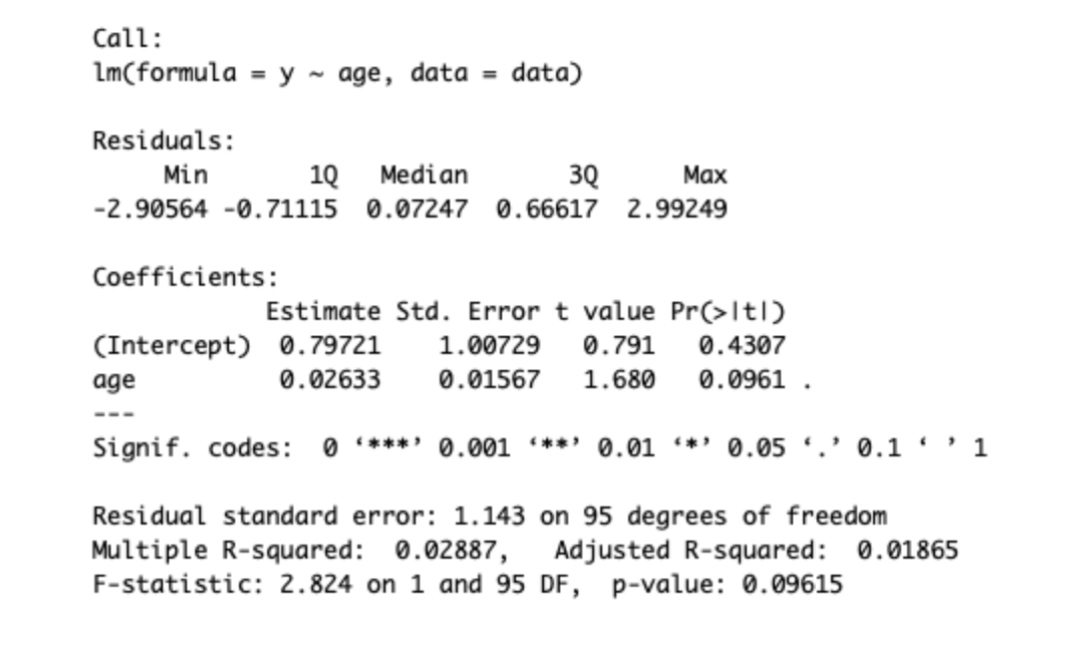 Call:
lm(formula = y ~ age, data = data)
Residuals:
Min 1Q Median 3Q Max
-2.90564 -0.71115 0.07247 0.66617 2.99249
Coefficients:
Estimate Std. Error t value Pr(>|t|)
(Intercept) 0.79721 1.00729 0.791 0.4307
age 0.02633 0.01567 1.680 0.0961 .
---
Signif. codes: 0 ‘***’ 0.001 ‘**’ 0.01 ‘*’ 0.05 ‘.’ 0.1 ‘ ’ 1
Residual standard error: 1.143 on 95 degrees of freedom
Multiple R-squared: 0.02887, Adjusted R-squared: 0.01865
F-statistic: 2.824 on 1 and 95 DF, p-value: 0.09615